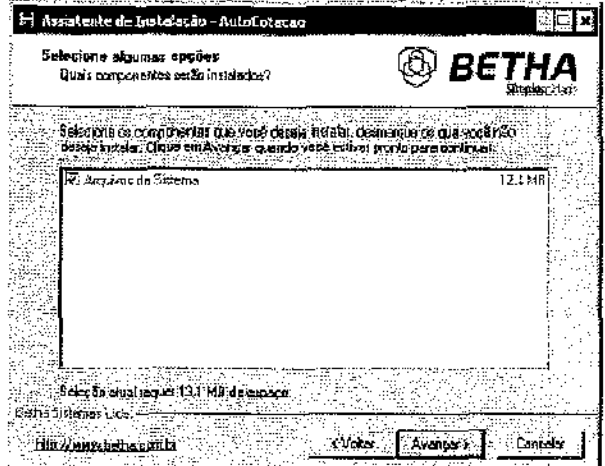 Assistente de Instalação - AutoCotacao
Selecione algumas opções
Quais componentes serão instalados?
BETHA
Selecione os componentes que você deseja instalar, desmarque os que você não
deseja instalar. Clique em Avançar quando você estiver pronto para continuar.
Arquivos de Sistema
12.1 MB
Seleção atual requer 13,1 MB de espaço
Betha Sistemas Ltda.
http://www.betha.com.br
< Voltar
Avançar >
Cancelar